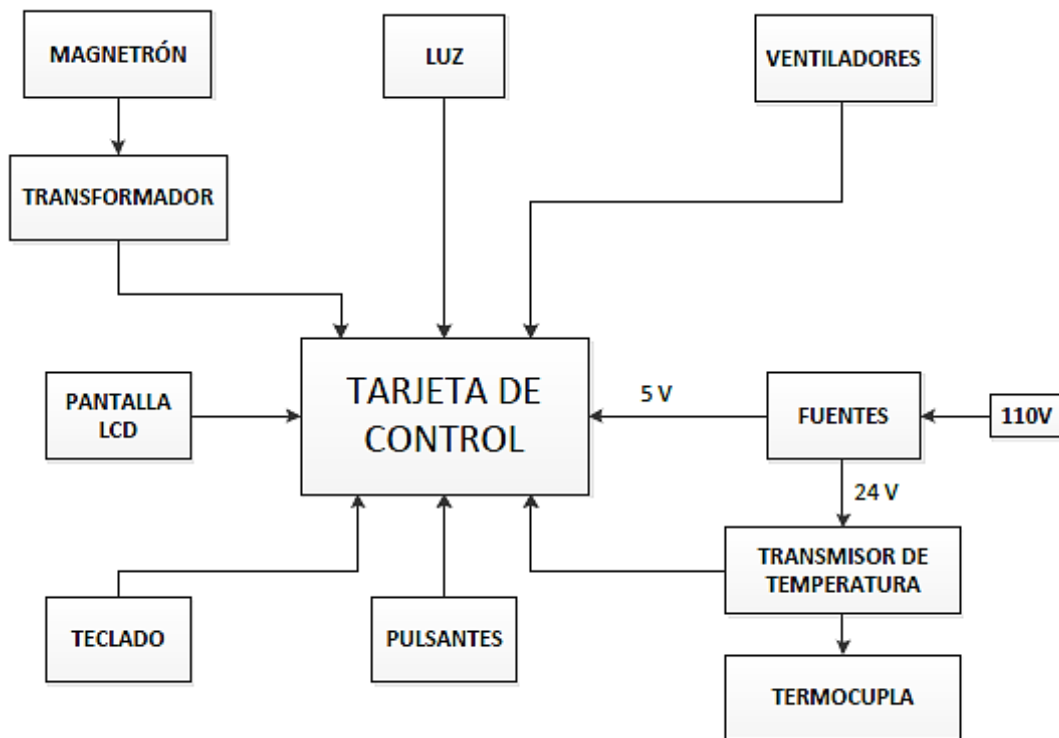 MAGNETRÓN
LUZ
VENTILADORES
TRANSFORMADOR
PANTALLA
LCD
TARJETA DE
CONTROL
5 V
FUENTES
110V
24 V
TRANSMISOR DE
TEMPERATURA
TECLADO
PULSANTES
TERMOCUPLA